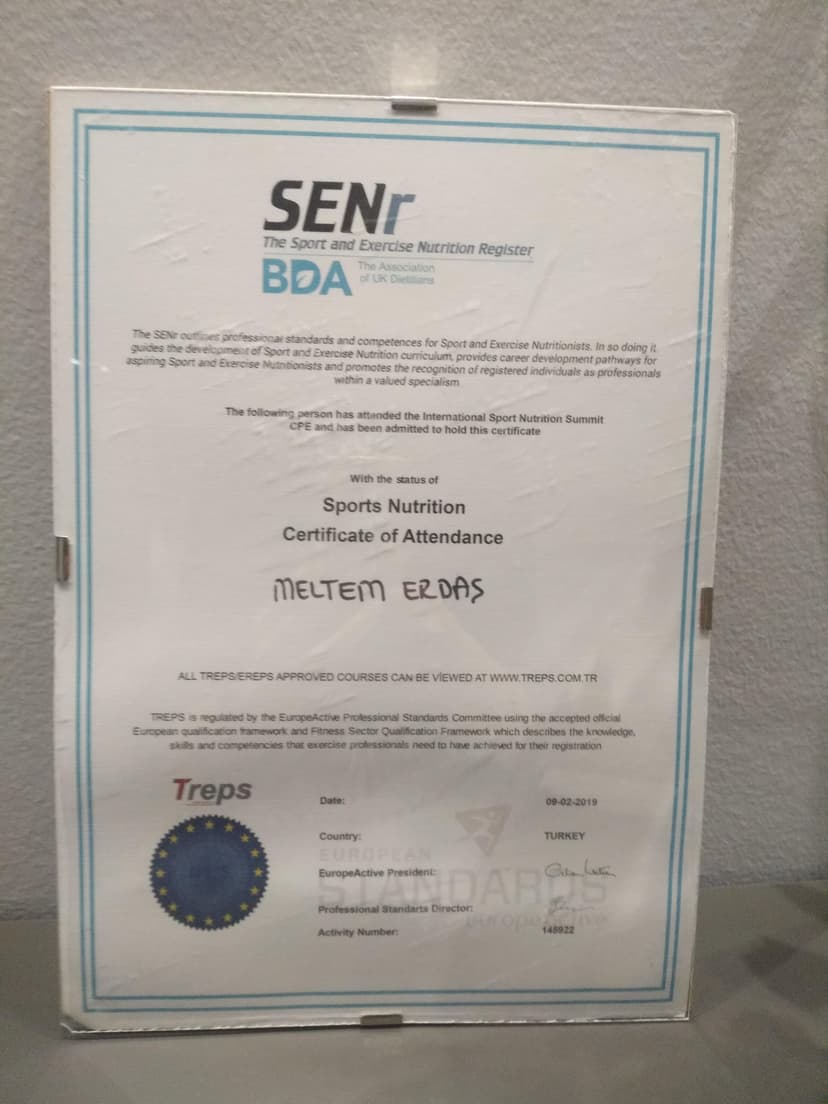 SENr
The Sport and Exercise Nutrition Register
BDA The Association
of UK Dietitians
The SENr outlines professional standards and competences for Sport and Exercise Nutritionists. In so doing it
guides the development of Sport and Exercise Nutrition curriculum, provides career development pathways for
aspiring Sport and Exercise Nutritionists and promotes the recognition of registered individuals as professionals
within a valued specialism
The following person has attanded the International Sport Nutrition Summit
CPE and has been admitted to hold this certificate
With the status of
Sports Nutrition
Certificate of Attendance
MELTEM ERDAS
ALL TREPS/EREPS APPROVED COURSES CAN BE VİEWED AT WWW.TREPS.COM.TR
TREPS is regulated by the EuropeActive Professional Standards Committee using the accepted official
European qualification framework and Fitness Sector Qualification Framework which describes the knowledge,
skills and competencies that exercise professionals need to have achieved for their registration
Treps
Date: 09-02-2019
Country: TURKEY
EUROPEAN
EuropeActive President:
STANDARDS
Professional Standarts Director:
europeactive
Activity Number: 148922